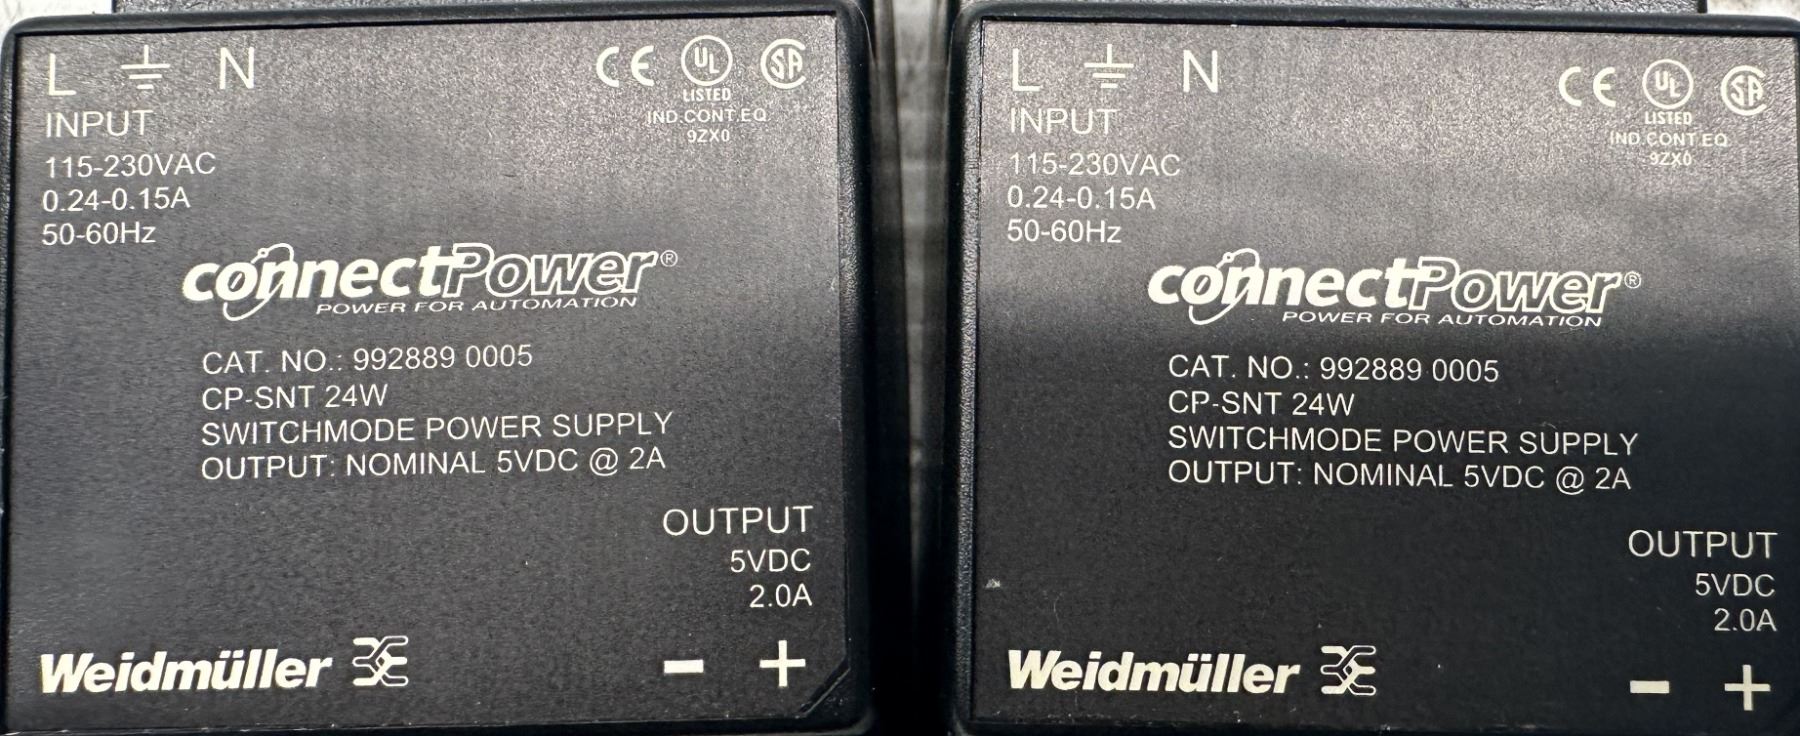 L N
CE UL SA
LISTED
IND.CONT.EQ.
9ZX0
INPUT
115-230VAC
0.24-0.15A
50-60Hz
connectPower®
POWER FOR AUTOMATION
CAT. NO.: 992889 0005
CP-SNT 24W
SWITCHMODE POWER SUPPLY
OUTPUT: NOMINAL 5VDC @ 2A
OUTPUT
5VDC
2.0A
Weidmüller
- +
L N
CE UL SA
LISTED
IND.CONT.EQ.
9ZX0
INPUT
115-230VAC
0.24-0.15A
50-60Hz
connectPower®
POWER FOR AUTOMATION
CAT. NO.: 992889 0005
CP-SNT 24W
SWITCHMODE POWER SUPPLY
OUTPUT: NOMINAL 5VDC @ 2A
OUTPUT
5VDC
2.0A
Weidmüller
- +